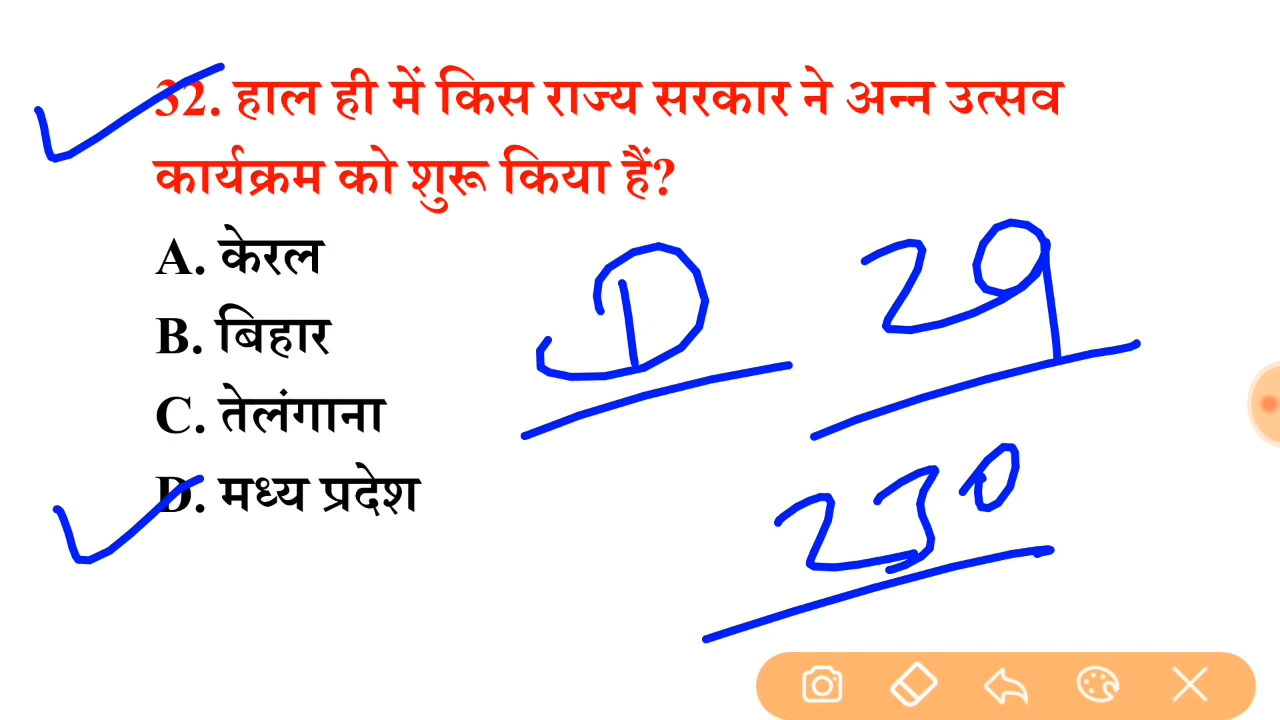 32. हाल ही में किस राज्य सरकार ने अन्न उत्सव
कार्यक्रम को शुरू किया हैं?
A. केरल
B. बिहार
C. तेलंगाना
D. मध्य प्रदेश
D
29
230